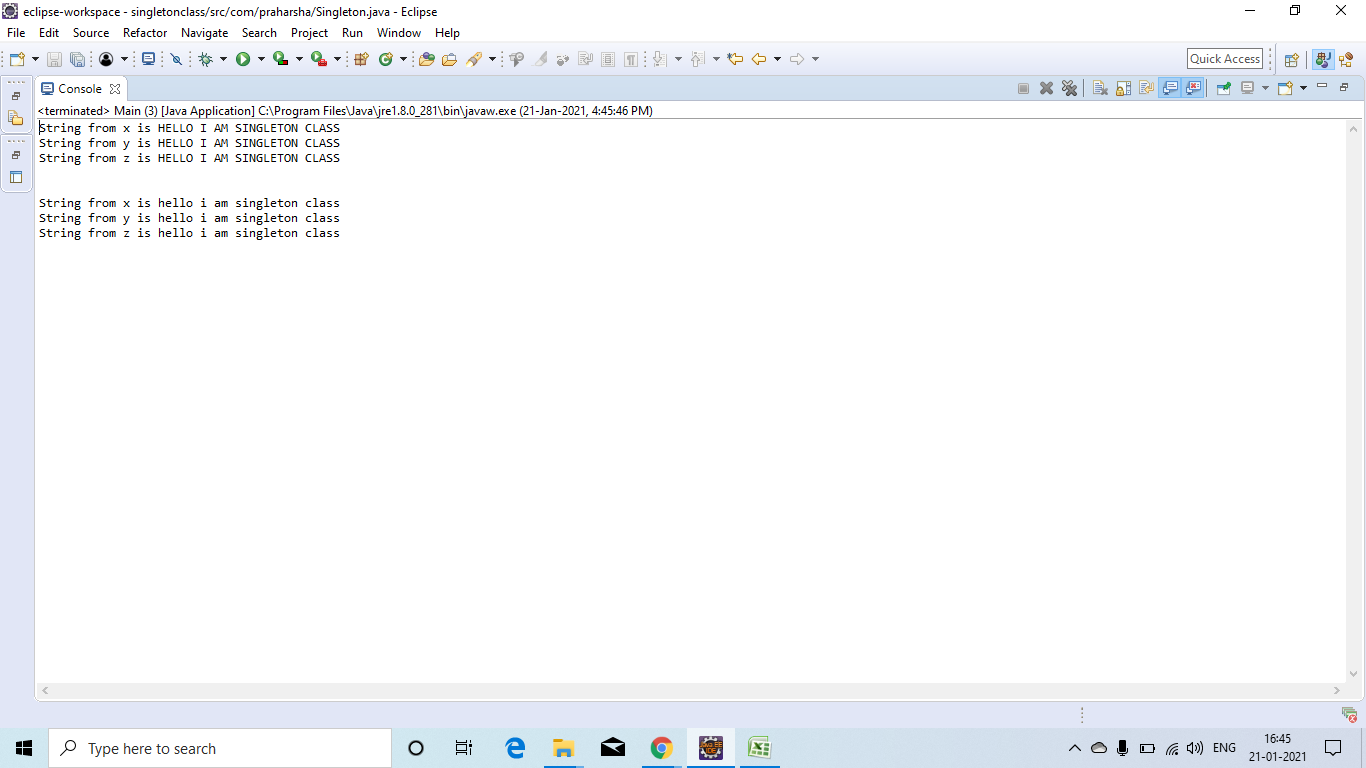 eclipse-workspace - singletonclass/src/com/praharsha/Singleton.java - Eclipse
File Edit Source Refactor Navigate Search Project Run Window Help
Quick Access
Console
<terminated> Main (3) [Java Application] C:\Program Files\Java\jre1.8.0_281\bin\javaw.exe (21-Jan-2021, 4:45:46 PM)
String from x is HELLO I AM SINGLETON CLASS
String from y is HELLO I AM SINGLETON CLASS
String from z is HELLO I AM SINGLETON CLASS
String from x is hello i am singleton class
String from y is hello i am singleton class
String from z is hello i am singleton class
Type here to search
JAVA EE
IDE
ENG
16:45
21-01-2021